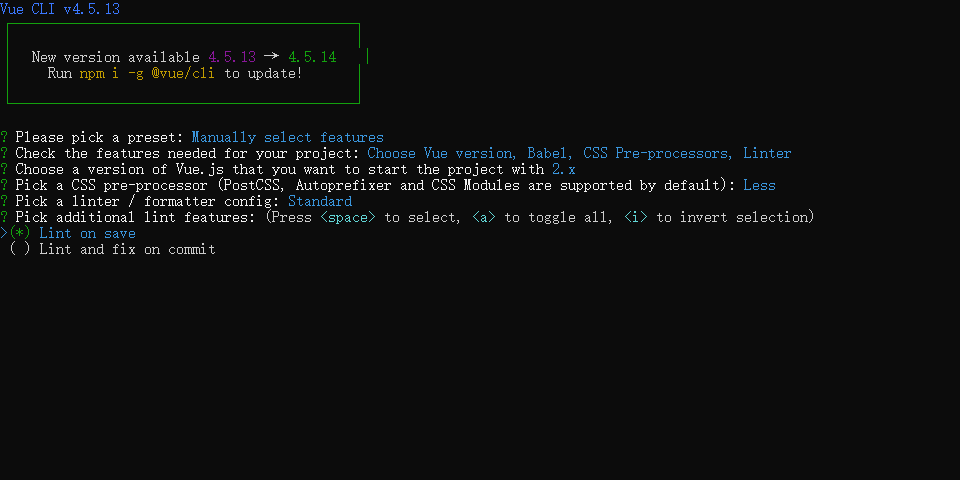 Vue CLI v4.5.13
New version available 4.5.13 → 4.5.14
Run npm i -g @vue/cli to update!
? Please pick a preset: Manually select features
? Check the features needed for your project: Choose Vue version, Babel, CSS Pre-processors, Linter
? Choose a version of Vue.js that you want to start the project with 2.x
? Pick a CSS pre-processor (PostCSS, Autoprefixer and CSS Modules are supported by default): Less
? Pick a linter / formatter config: Standard
? Pick additional lint features: (Press <space> to select, <a> to toggle all, <i> to invert selection)
>(*) Lint on save
( ) Lint and fix on commit